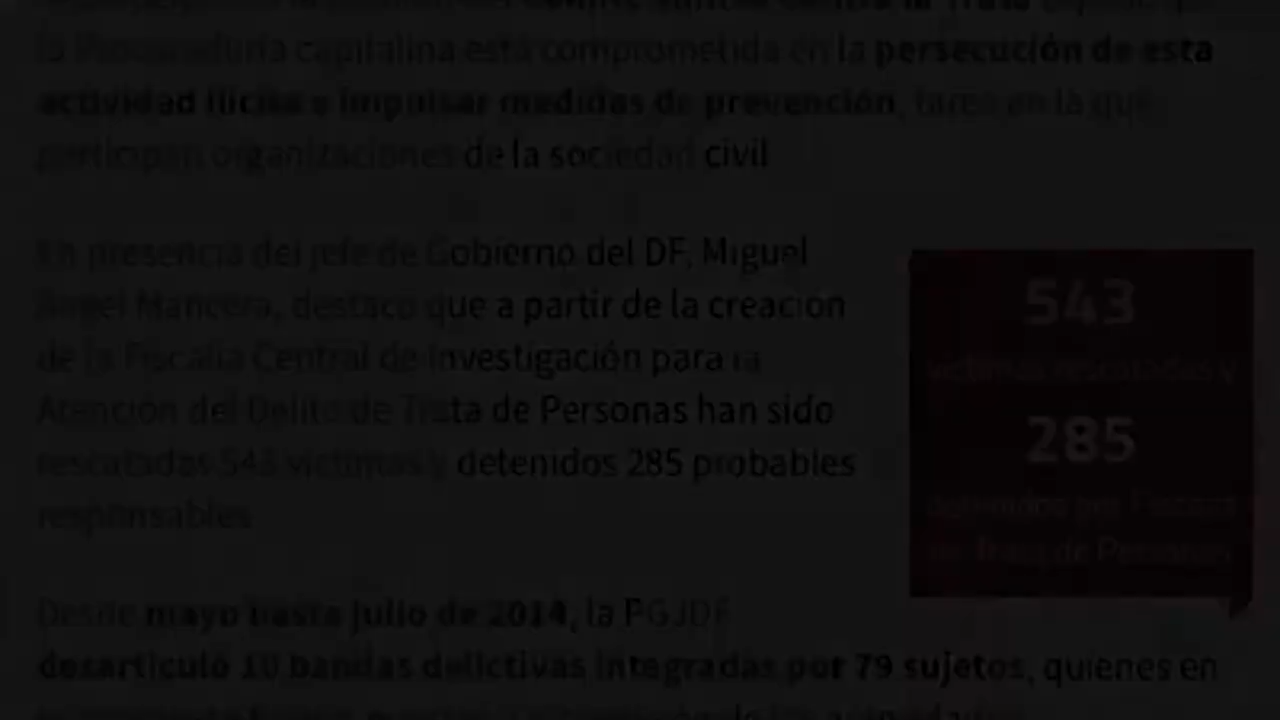 contra la Trata
la Procuraduría capitalina está comprometida en la persecución de esta
actividad ilícita e impulsar medidas de prevención, tarea en la que
participan organizaciones de la sociedad civil
En presencia del jefe de Gobierno del DF, Miguel
Ángel Mancera, destacó que a partir de la creación
de la Fiscalía Central de Investigación para la
Atención del Delito de Trata de Personas han sido
rescatadas 543 víctimas y detenidos 285 probables
responsables
543
víctimas rescatadas y
285
detenidos por Fiscalía
de Trata de Personas
Desde mayo hasta julio de 2014, la PGJDF
desarticuló 10 bandas delictivas integradas por 79 sujetos, quienes en